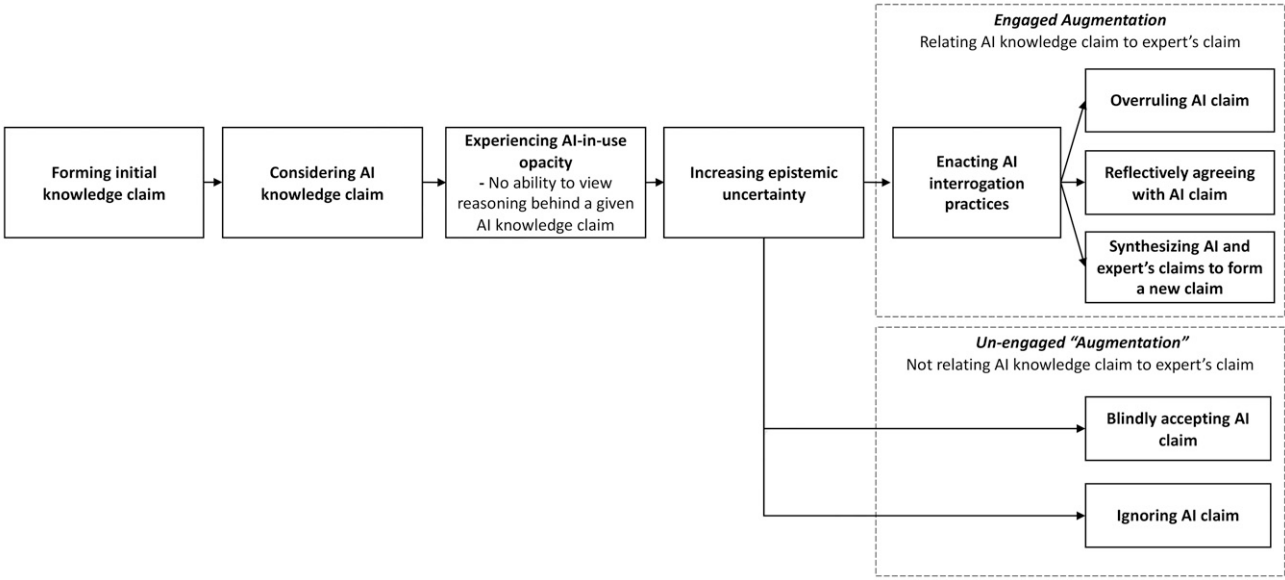 Engaged Augmentation
Relating AI knowledge claim to expert's claim
Forming initial
knowledge claim
Considering AI
knowledge claim
Experiencing AI-in-use
opacity
- No ability to view
reasoning behind a given
AI knowledge claim
Increasing epistemic
uncertainty
Enacting AI
interrogation
practices
Overruling AI claim
Reflectively agreeing
with AI claim
Synthesizing AI and
expert's claims to form
a new claim
Un-engaged “Augmentation”
Not relating AI knowledge claim to expert's claim
Blindly accepting AI
claim
Ignoring AI claim